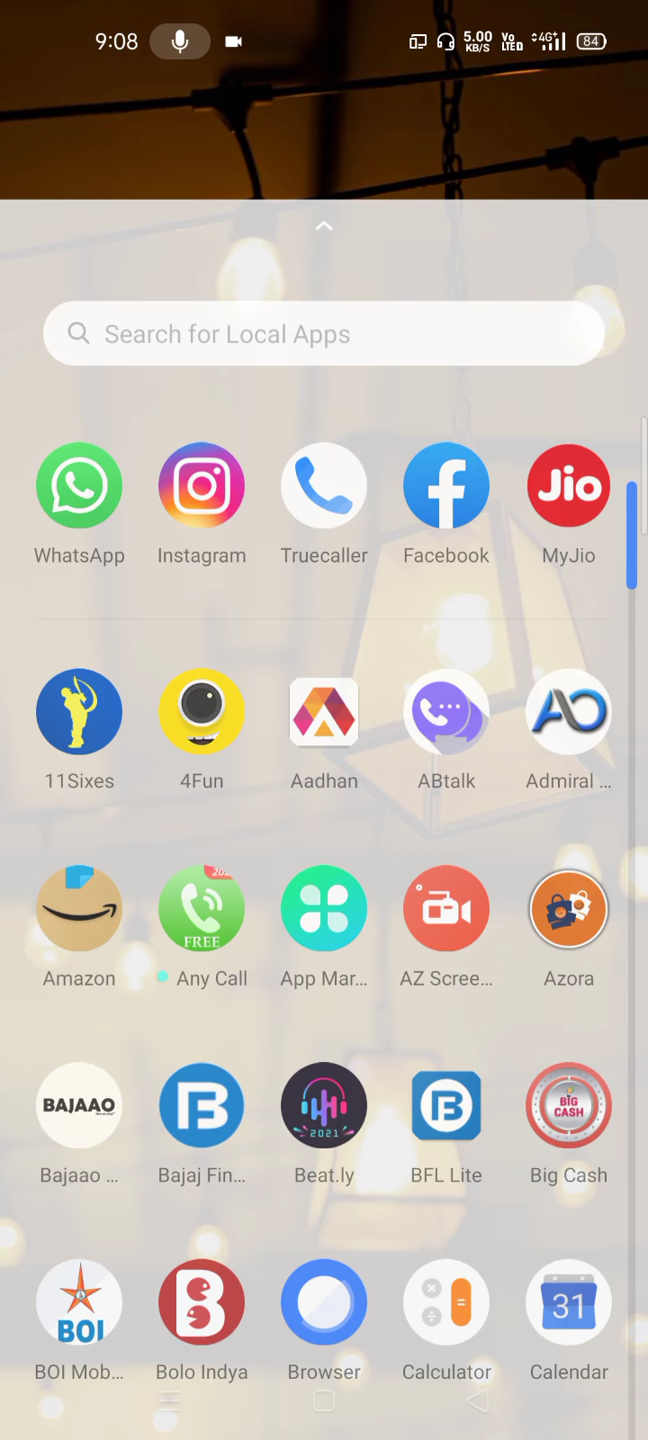 9:08 5.00 KB/S Vo LTED 4G+ 84
Search for Local Apps
Jio
WhatsApp Instagram Truecaller Facebook MyJio
11Sixes 4Fun Aadhan ABtalk Admiral ...
FREE
Amazon Any Call App Mar... AZ Scree... Azora
BAJAAO B 2021 B BIG CASH
Bajaao ... Bajaj Fin... Beat.ly BFL Lite Big Cash
BOI B 31
BOI Mob... Bolo Indya Browser Calculator Calendar